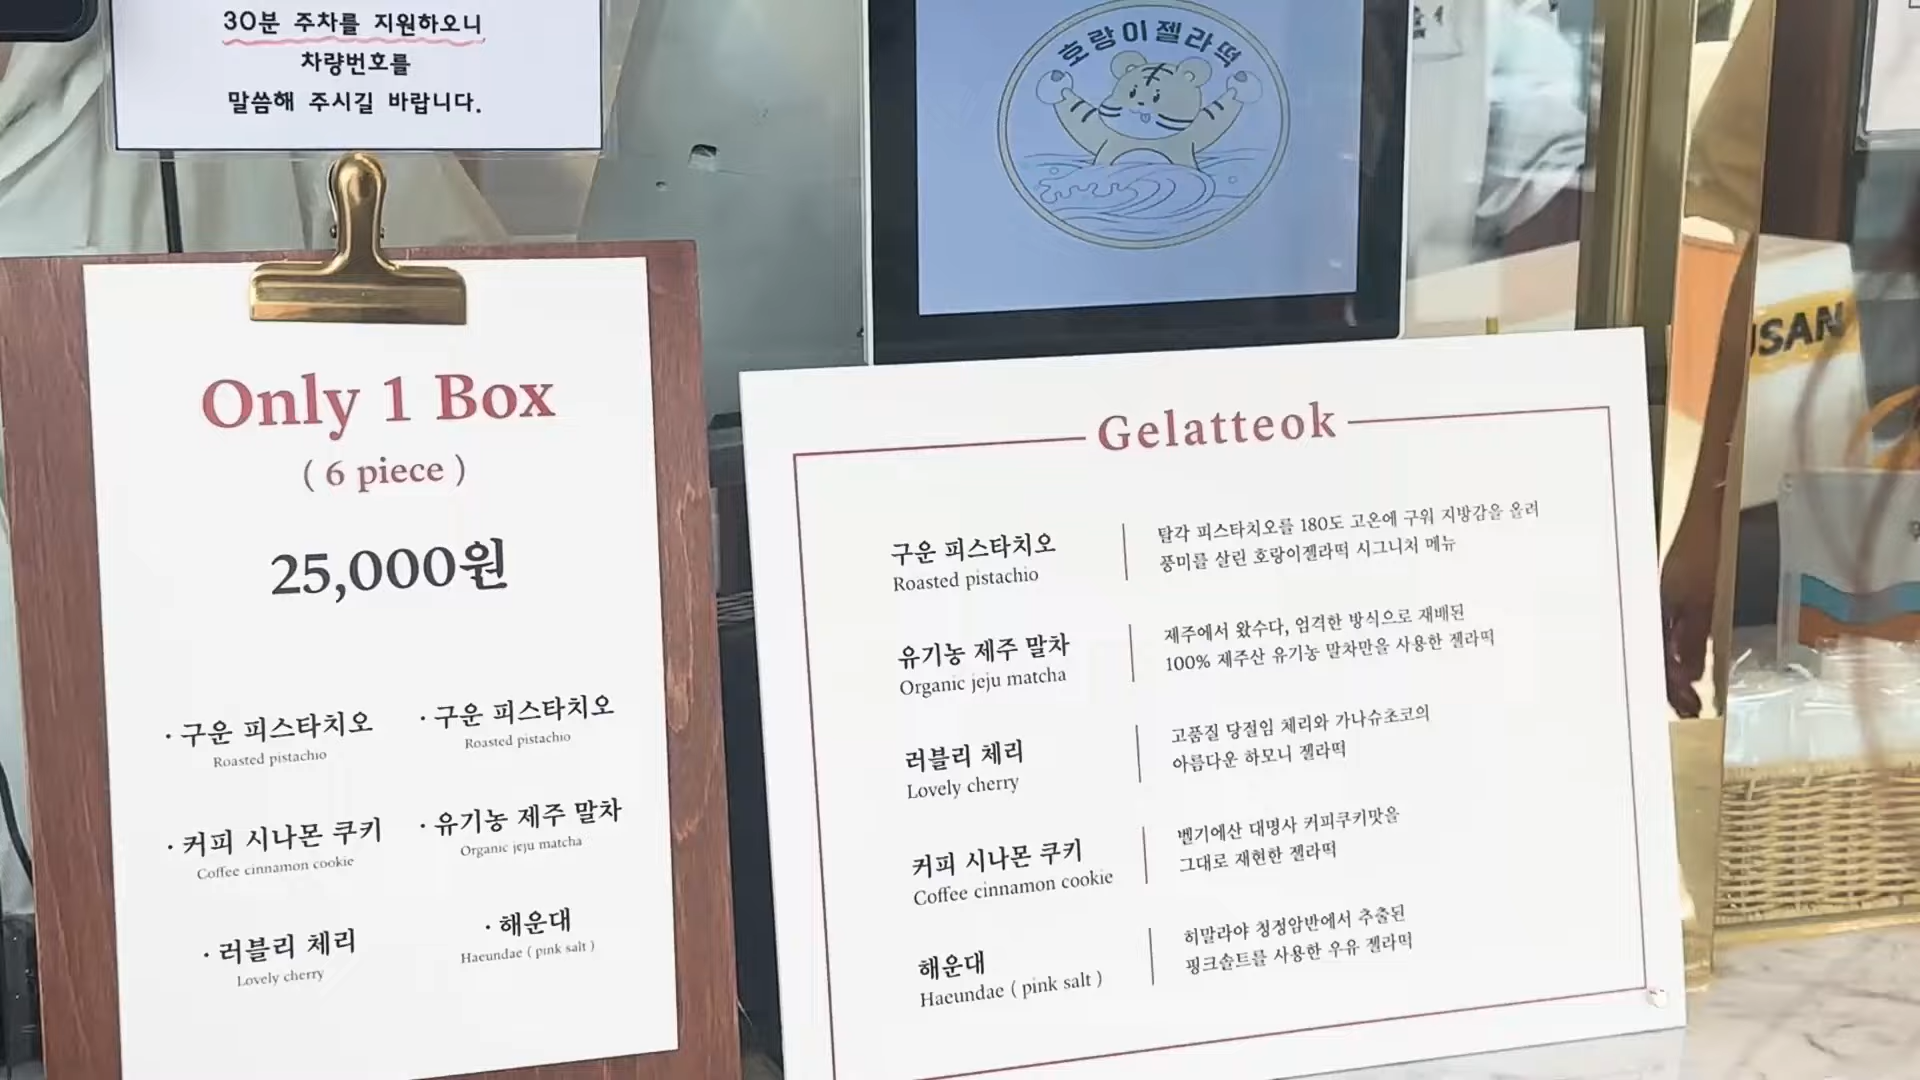 30분 주차를 지원하오니
차량번호를
말씀해 주시길 바랍니다.
호랑이젤라떡
Only 1 Box
( 6 piece )
25,000원
· 구운 피스타치오
Roasted pistachio
· 구운 피스타치오
Roasted pistachio
· 커피 시나몬 쿠키
Coffee cinnamon cookie
· 유기농 제주 말차
Organic jeju matcha
· 러블리 체리
Lovely cherry
· 해운대
Haeundae ( pink salt )
Gelatteok
구운 피스타치오
Roasted pistachio
탈각 피스타치오를 180도 고온에 구워 지방감을 올려
풍미를 살린 호랑이젤라떡 시그니처 메뉴
유기농 제주 말차
Organic jeju matcha
제주에서 왔수다, 엄격한 방식으로 재배된
100% 제주산 유기농 말차만을 사용한 젤라떡
러블리 체리
Lovely cherry
고품질 당절임 체리와 가나슈초코의
아름다운 하모니 젤라떡
커피 시나몬 쿠키
Coffee cinnamon cookie
벨기에산 대명사 커피쿠키맛을
그대로 재현한 젤라떡
해운대
Haeundae ( pink salt )
히말라야 청정암반에서 추출된
핑크솔트를 사용한 우유 젤라떡
USAN